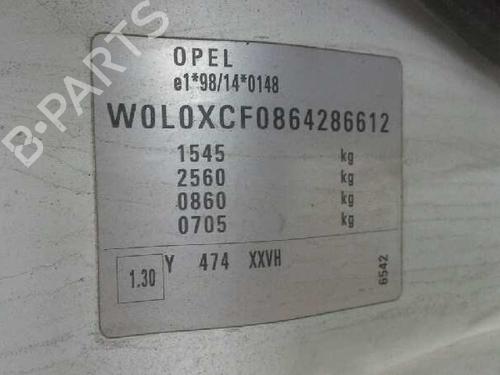 B-PARTS
OPEL
e1*98/14*0148
W0L0XCF0864286612
1545 kg
2560 kg
0860 kg
0705 kg
1.30 Y 474 XXVH
6542